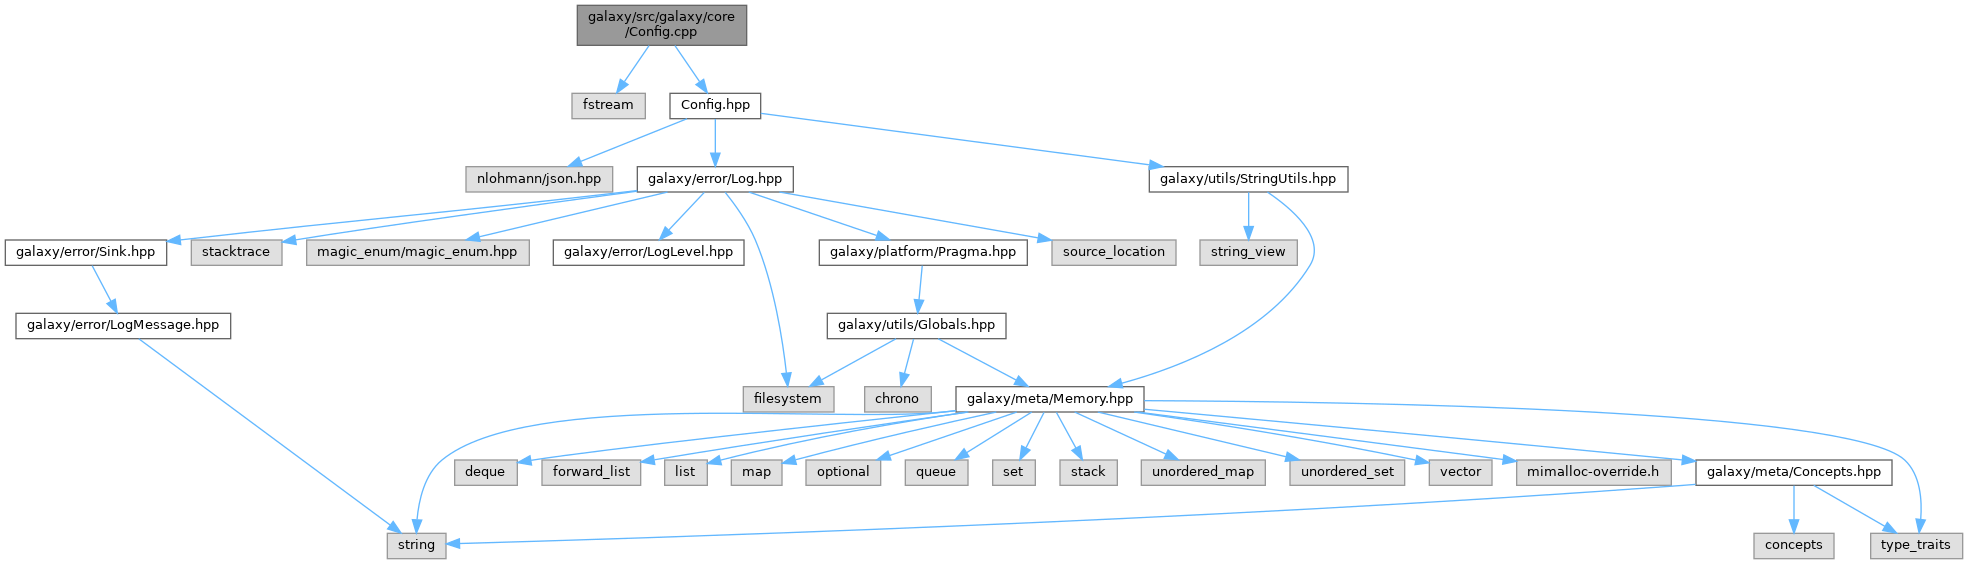 galaxy/src/galaxy/core
/Config.cpp
fstream
Config.hpp
nlohmann/json.hpp
galaxy/error/Log.hpp
galaxy/utils/StringUtils.hpp
galaxy/error/Sink.hpp
stacktrace
magic_enum/magic_enum.hpp
galaxy/error/LogLevel.hpp
galaxy/platform/Pragma.hpp
source_location
string_view
galaxy/error/LogMessage.hpp
galaxy/utils/Globals.hpp
filesystem
chrono
galaxy/meta/Memory.hpp
deque
forward_list
list
map
optional
queue
set
stack
unordered_map
unordered_set
vector
mimalloc-override.h
galaxy/meta/Concepts.hpp
string
concepts
type_traits